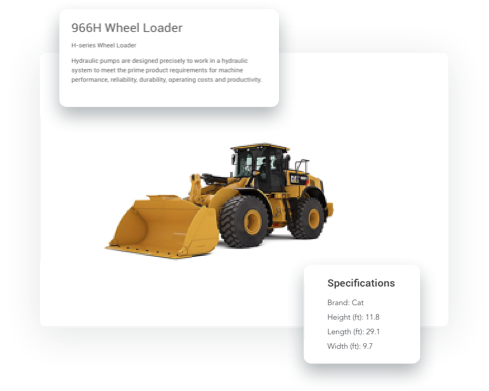 966H Wheel Loader
H-series Wheel Loader
Hydraulic pumps are designed precisely to work in a hydraulic
system to meet the prime product requirements for machine
performance, reliability, durability, operating costs and productivity.
CAT
Specifications
Brand: Cat
Height (ft): 11.8
Length (ft): 29.1
Width (ft): 9.7